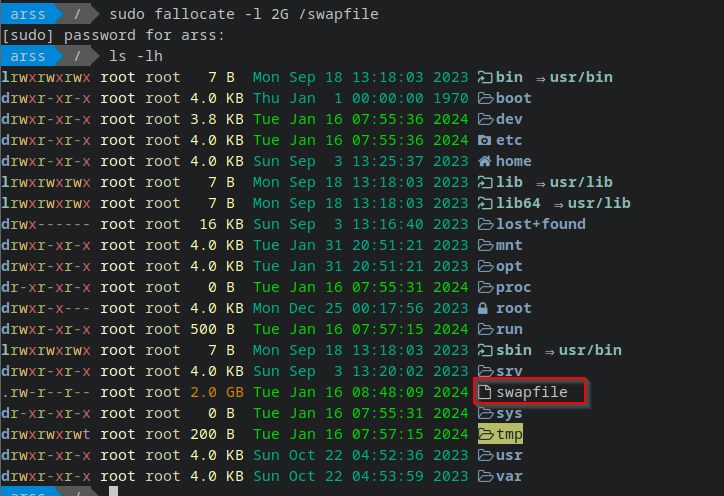 arss / sudo fallocate -l 2G /swapfile
[sudo] password for arss:
arss / ls -lh
lrwxrwxrwx root root 7 B Mon Sep 18 13:18:03 2023 bin ⇒ usr/bin
drwxr-xr-x root root 4.0 KB Thu Jan 1 00:00:00 1970 boot
drwxr-xr-x root root 3.8 KB Tue Jan 16 07:55:36 2024 dev
drwxr-xr-x root root 4.0 KB Tue Jan 16 07:55:36 2024 etc
drwxr-xr-x root root 4.0 KB Sun Sep 3 13:25:37 2023 home
lrwxrwxrwx root root 7 B Mon Sep 18 13:18:03 2023 lib ⇒ usr/lib
lrwxrwxrwx root root 7 B Mon Sep 18 13:18:03 2023 lib64 ⇒ usr/lib
drwx------ root root 16 KB Sun Sep 3 13:16:40 2023 lost+found
drwxr-xr-x root root 4.0 KB Tue Jan 31 20:51:21 2023 mnt
drwxr-xr-x root root 4.0 KB Tue Jan 31 20:51:21 2023 opt
dr-xr-xr-x root root 0 B Tue Jan 16 07:55:31 2024 proc
drwxr-x--- root root 4.0 KB Mon Dec 25 00:17:56 2023 root
drwxr-xr-x root root 500 B Tue Jan 16 07:57:15 2024 run
lrwxrwxrwx root root 7 B Mon Sep 18 13:18:03 2023 sbin ⇒ usr/bin
drwxr-xr-x root root 4.0 KB Sun Sep 3 13:20:02 2023 srv
.rw-r--r-- root root 2.0 GB Tue Jan 16 08:48:09 2024 swapfile
dr-xr-xr-x root root 0 B Tue Jan 16 07:55:31 2024 sys
drwxrwxrwt root root 200 B Tue Jan 16 07:57:15 2024 tmp
drwxr-xr-x root root 4.0 KB Sun Oct 22 04:52:36 2023 usr
drwxr-xr-x root root 4.0 KB Sun Oct 22 04:53:59 2023 var
arss /